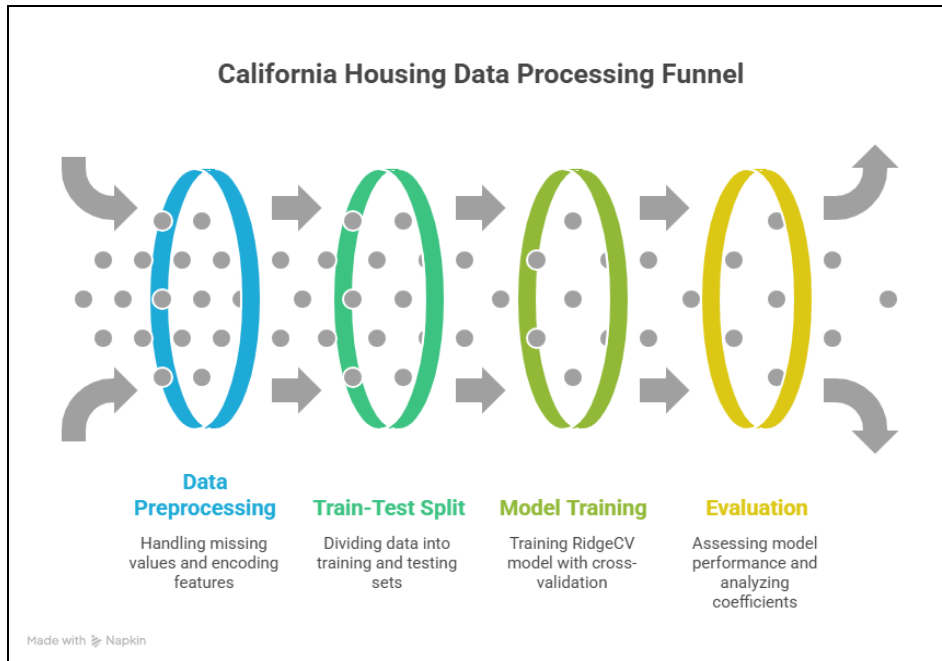 California Housing Data Processing Funnel
Data
Preprocessing
Handling missing
values and encoding
features
Train-Test Split
Dividing data into
training and testing
sets
Model Training
Training RidgeCV
model with cross-
validation
Evaluation
Assessing model
performance and
analyzing
coefficients
Made with Napkin